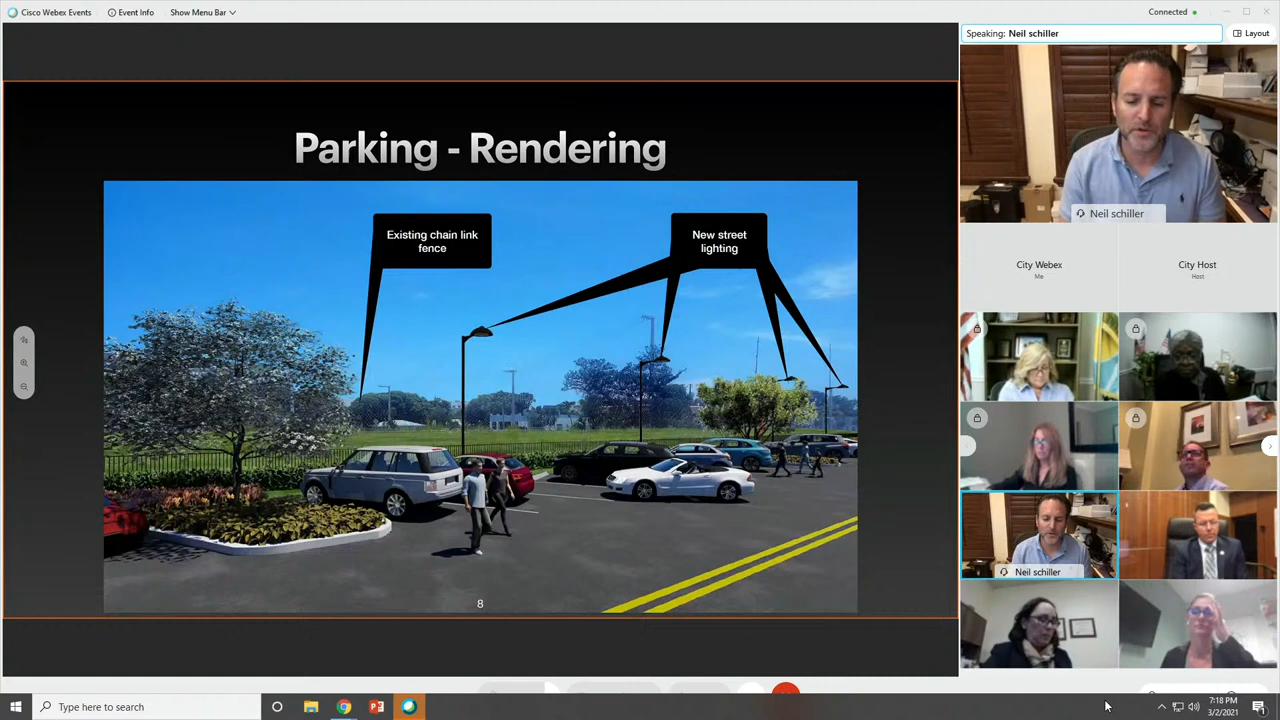 Cisco Webex Events
Event Info
Show Menu Bar
Connected
Speaking: Neil schiller
Layout
Parking - Rendering
Existing chain link
fence
New street
lighting
8
Neil schiller
City Webex
Me
City Host
Host
Neil schiller
Type here to search
7:18 PM
3/2/2021
1